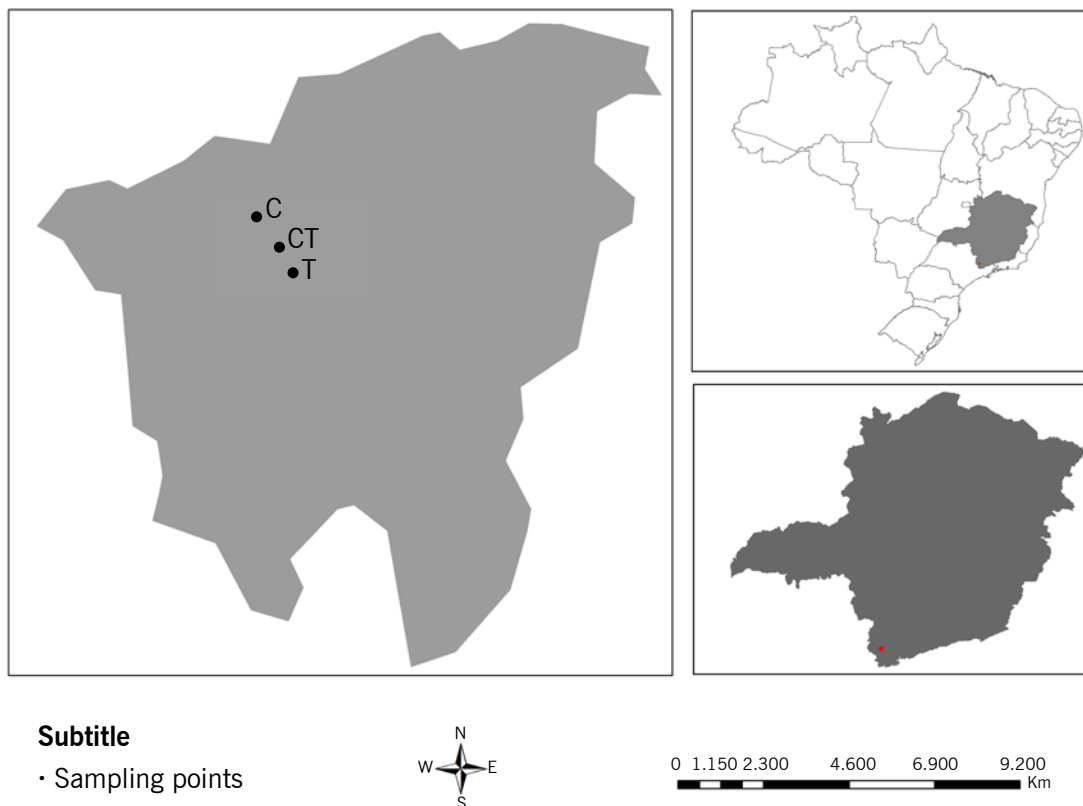 C
CT
T
Subtitle
· Sampling points
N
W E
S
0 1.150 2.300 4.600 6.900 9.200
Km